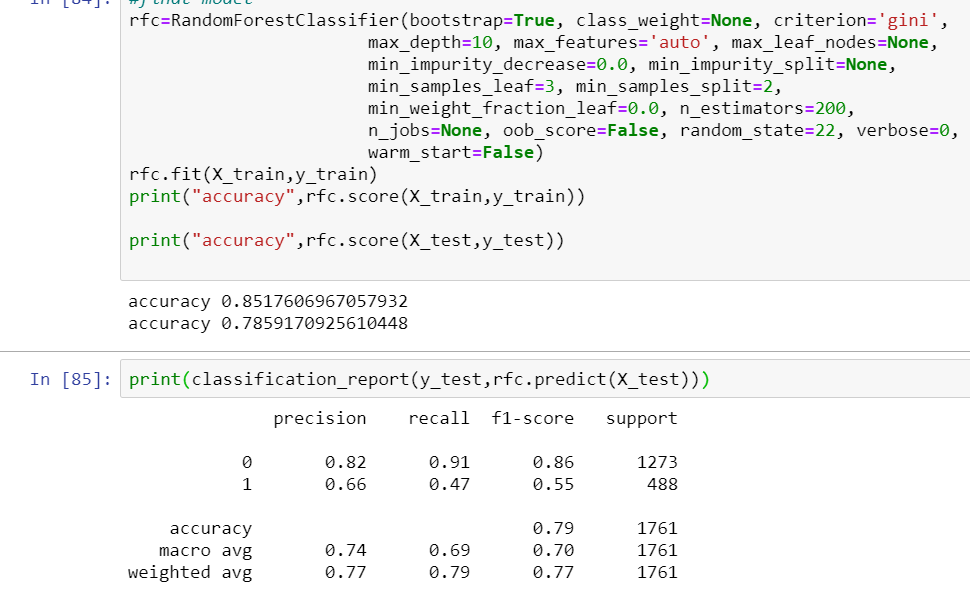 In [84]: #final model
rfc=RandomForestClassifier(bootstrap=True, class_weight=None, criterion='gini',
max_depth=10, max_features='auto', max_leaf_nodes=None,
min_impurity_decrease=0.0, min_impurity_split=None,
min_samples_leaf=3, min_samples_split=2,
min_weight_fraction_leaf=0.0, n_estimators=200,
n_jobs=None, oob_score=False, random_state=22, verbose=0,
warm_start=False)
rfc.fit(X_train,y_train)
print("accuracy",rfc.score(X_train,y_train))
print("accuracy",rfc.score(X_test,y_test))
accuracy 0.8517606967057932
accuracy 0.7859170925610448
In [85]: print(classification_report(y_test,rfc.predict(X_test)))
precision recall f1-score support
0 0.82 0.91 0.86 1273
1 0.66 0.47 0.55 488
accuracy 0.79 1761
macro avg 0.74 0.69 0.70 1761
weighted avg 0.77 0.79 0.77 1761